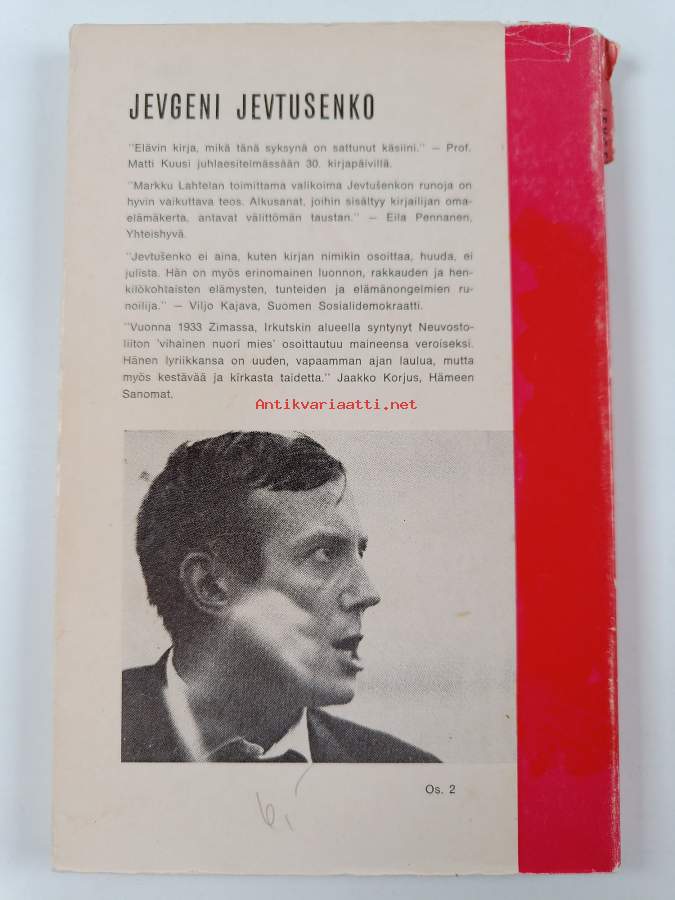 JEVGENI JEVTUSENKO
"Elävin kirja, mikä tänä syksynä on sattunut käsiini." — Prof.
Matti Kuusi juhlaesitelmässään 30. kirjapäivillä.
"Markku Lahtelan toimittama valikoima Jevtušenkon runoja on
hyvin vaikuttava teos. Alkusanat, joihin sisältyy kirjailijan oma-
elämäkerta, antavat välittömän taustan." — Eila Pennanen,
Yhteishyvä.
"Jevtušenko ei aina, kuten kirjan nimikin osoittaa, huuda, ei
julista. Hän on myös erinomainen luonnon, rakkauden ja hen-
kilökohtaisten elämysten, tunteiden ja elämänongelmien ru-
noilija." — Viljo Kajava, Suomen Sosialidemokraatti.
"Vuonna 1933 Zimassa, Irkutskin alueella syntynyt Neuvosto-
liiton 'vihainen nuori mies' osoittautuu maineensa veroiseksi.
Hänen lyriikkansa on uuden, vapaamman ajan laulua, mutta
myös kestävää ja kirkasta taidetta." Jaakko Korjus, Hämeen
Sanomat.
Antikvariaatti.net
Os. 2